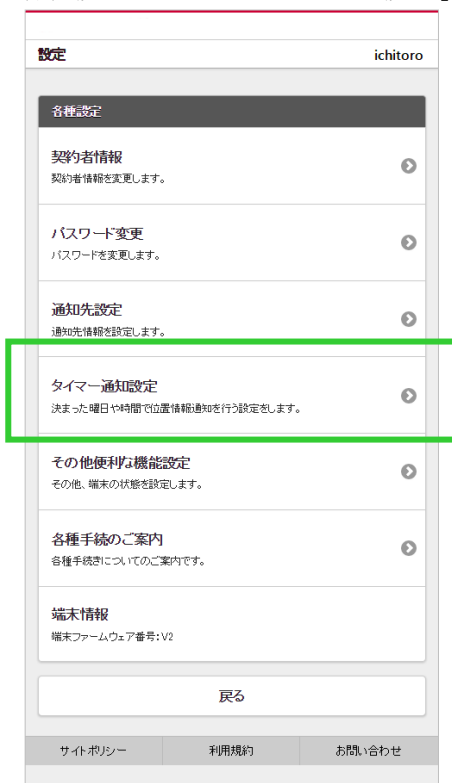 設定
ichitoro
各種設定
契約者情報
契約者情報を変更します。
パスワード変更
パスワードを変更します。
通知先設定
通知先情報を設定します。
タイマー通知設定
決まった曜日や時間で位置情報通知を行う設定をします。
その他便利な機能設定
その他、端末の状態を設定します。
各種手続のご案内
各種手続きについてのご案内です。
端末情報
端末ファームウェア番号:V2
戻る
サイトポリシー
利用規約
お問い合わせ